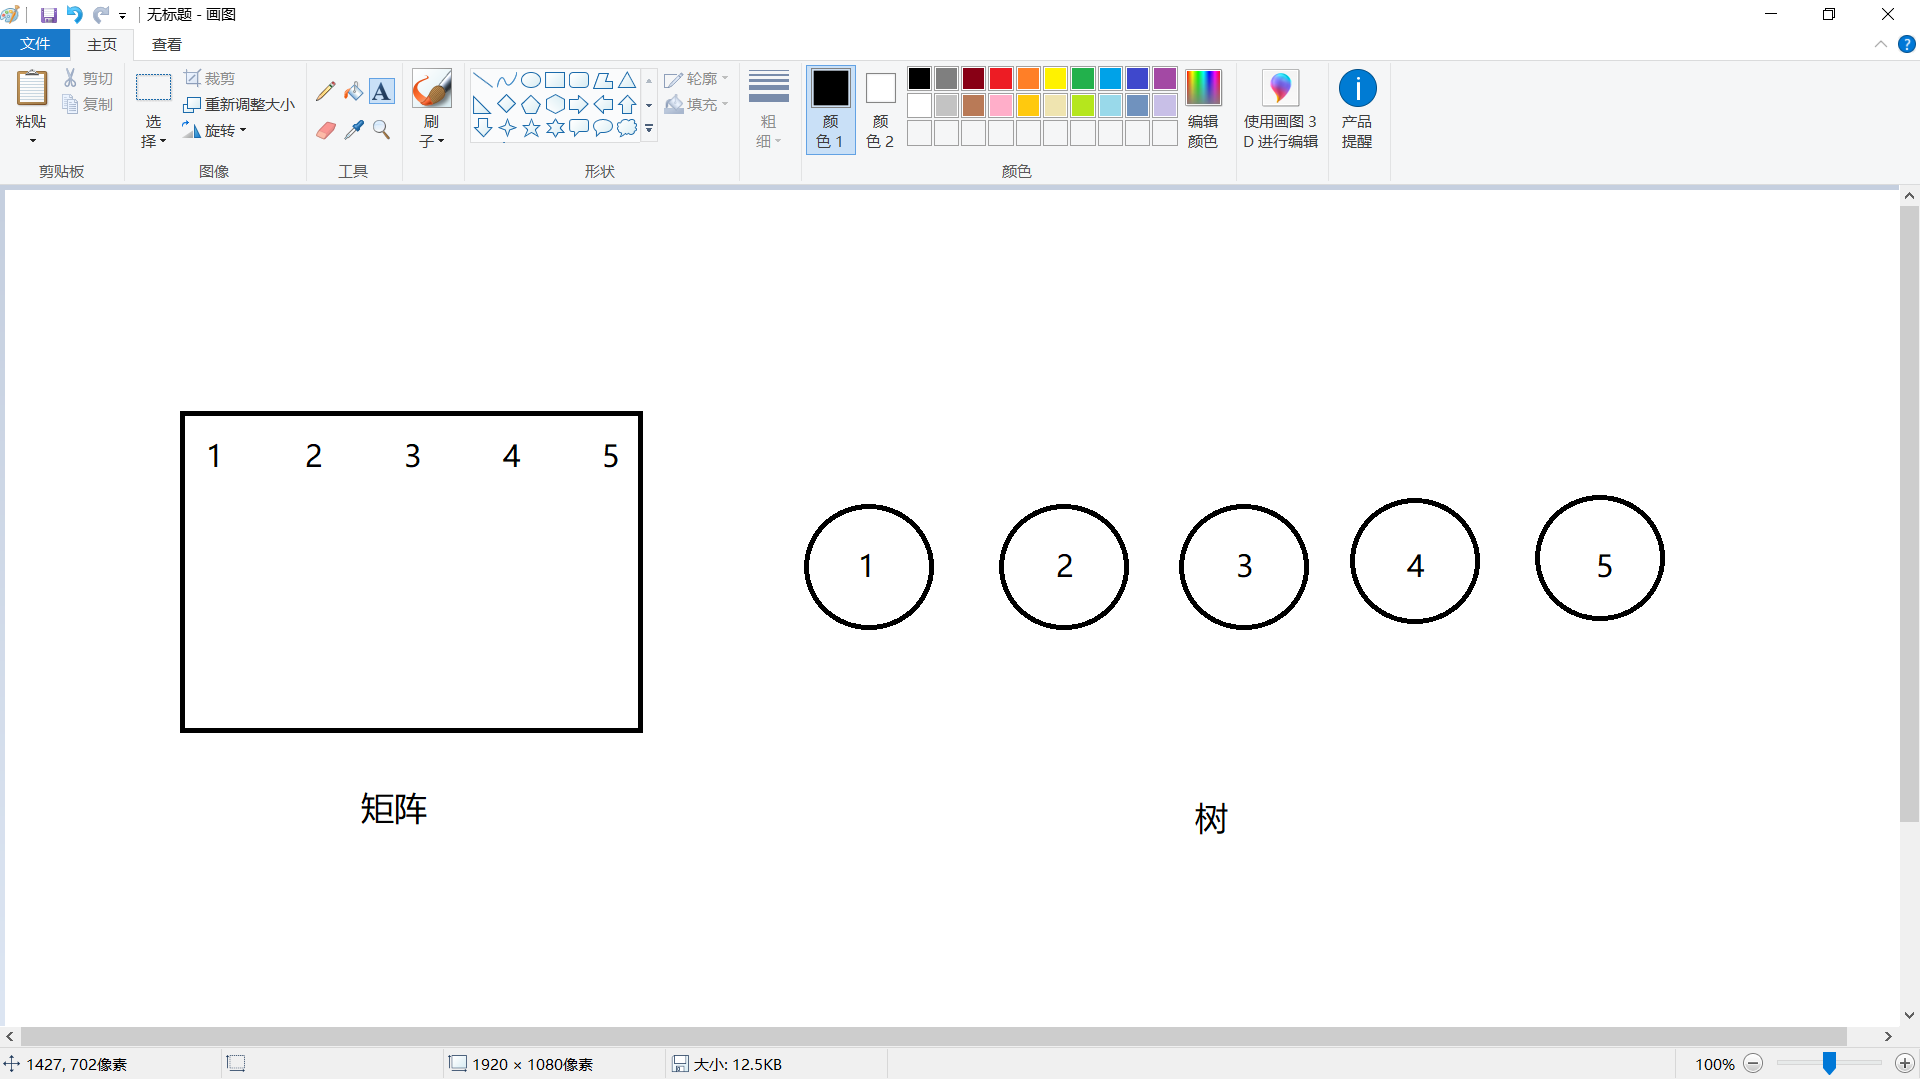 无标题 - 画图
文件 主页 查看
粘贴
剪切
复制
剪贴板
选
择
裁剪
重新调整大小
旋转
图像
A
工具
刷
子
形状
轮廓
填充
粗
细
颜
色 1
颜
色 2
颜色
编辑
颜色
使用画图 3
D 进行编辑
产品
提醒
1 2 3 4 5
矩阵
1 2 3 4 5
树
1427, 702像素
1920 × 1080像素
大小: 12.5KB
100%